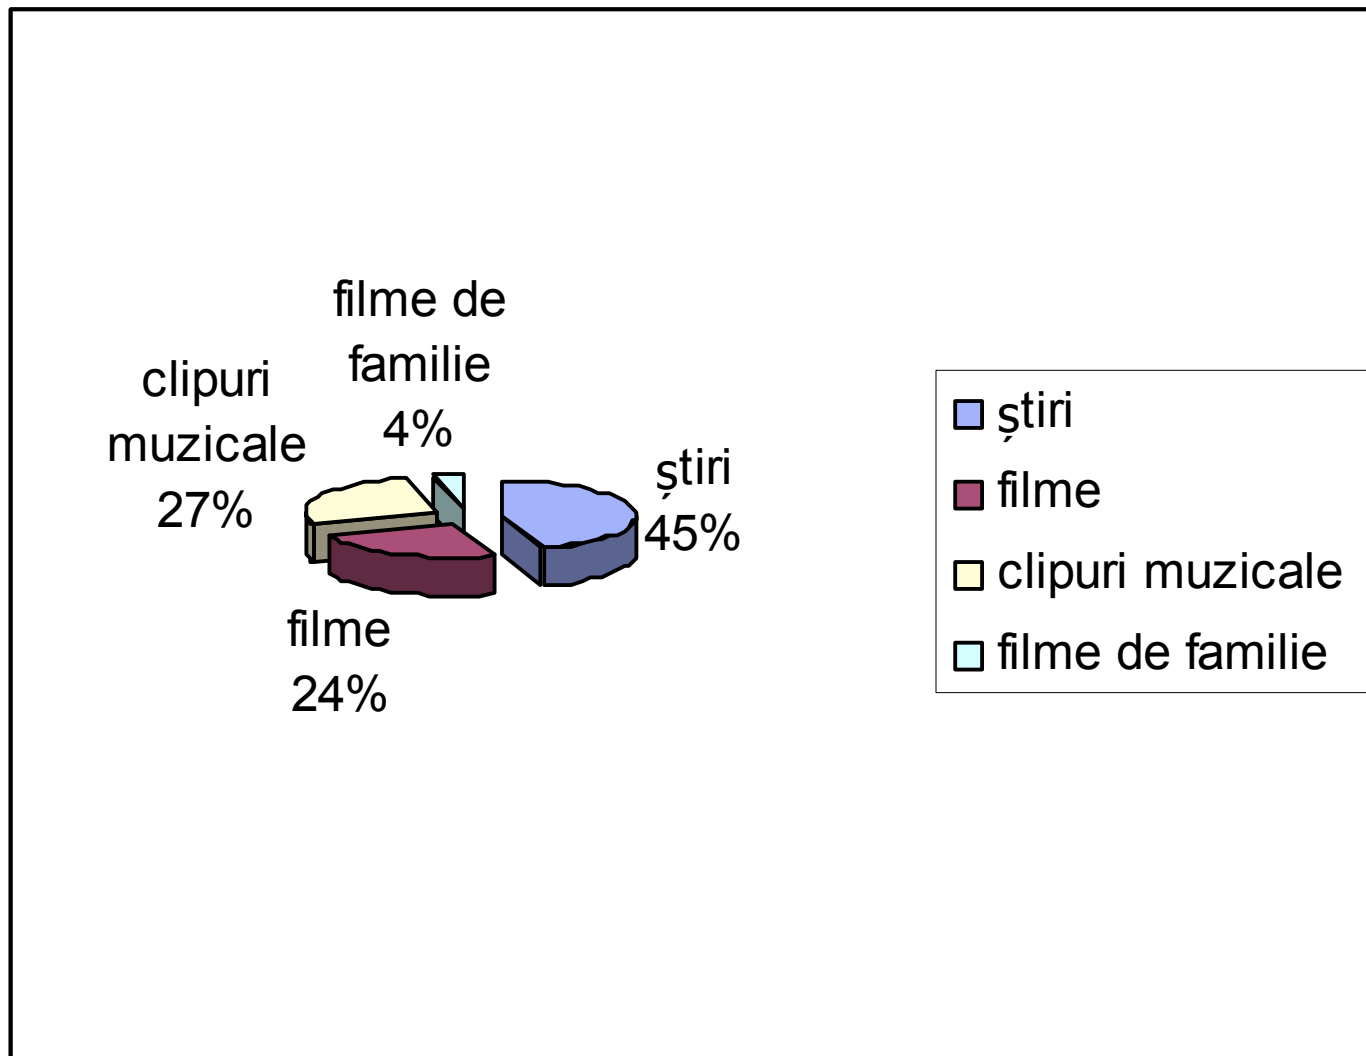 filme de
familie
4%
clipuri
muzicale
27%
știri
45%
filme
24%
știri
filme
clipuri muzicale
filme de familie